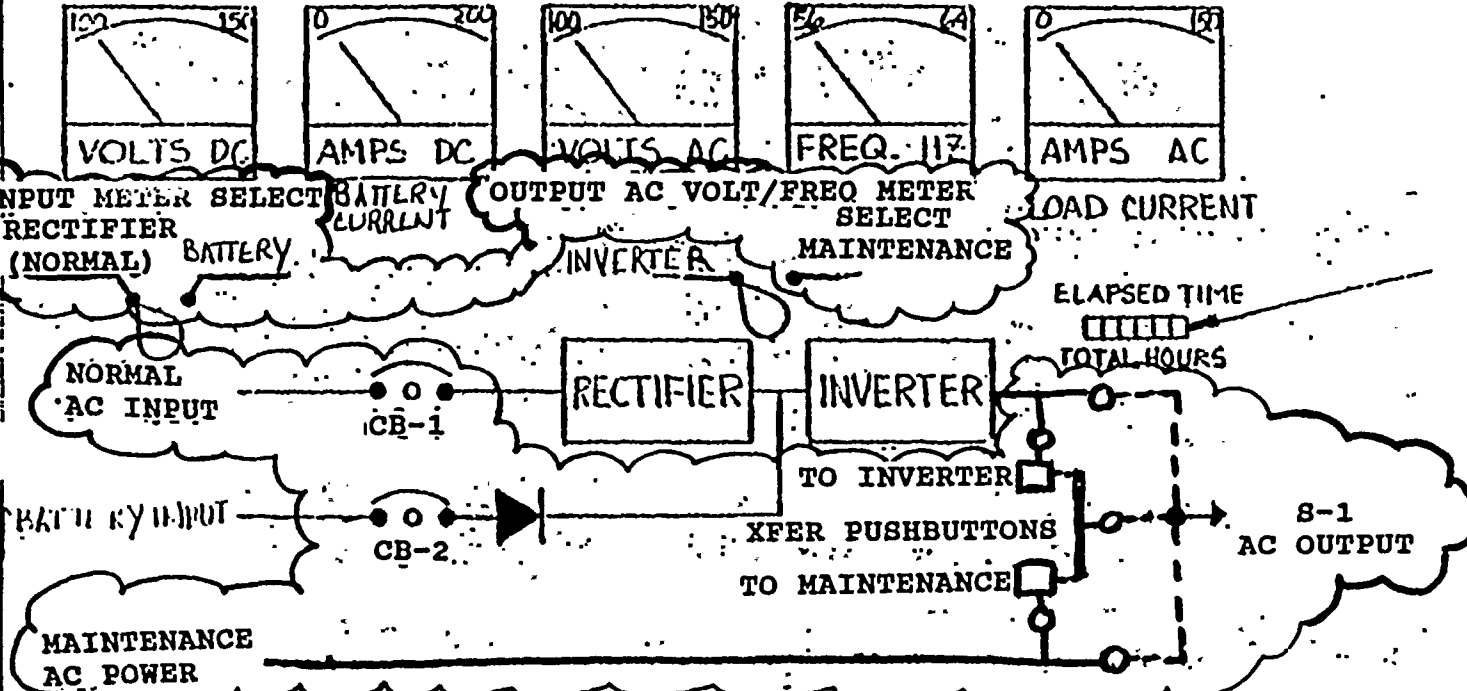 100 150
0 200
100 150
56 64
0 150
VOLTS DC
AMPS DC
VOLTS AC
FREQ. HZ
AMPS AC
NPUT METER SELECT
RECTIFIER
(NORMAL)
BATTERY
BATTERY
CURRENT
OUTPUT AC VOLT/FREQ METER
SELECT
INVERTER
MAINTENANCE
LOAD CURRENT
ELAPSED TIME
TOTAL HOURS
NORMAL
AC INPUT
CB-1
RECTIFIER
INVERTER
BATTERY INPUT
CB-2
TO INVERTER
XFER PUSHBUTTONS
TO MAINTENANCE
S-1
AC OUTPUT
MAINTENANCE
AC POWER